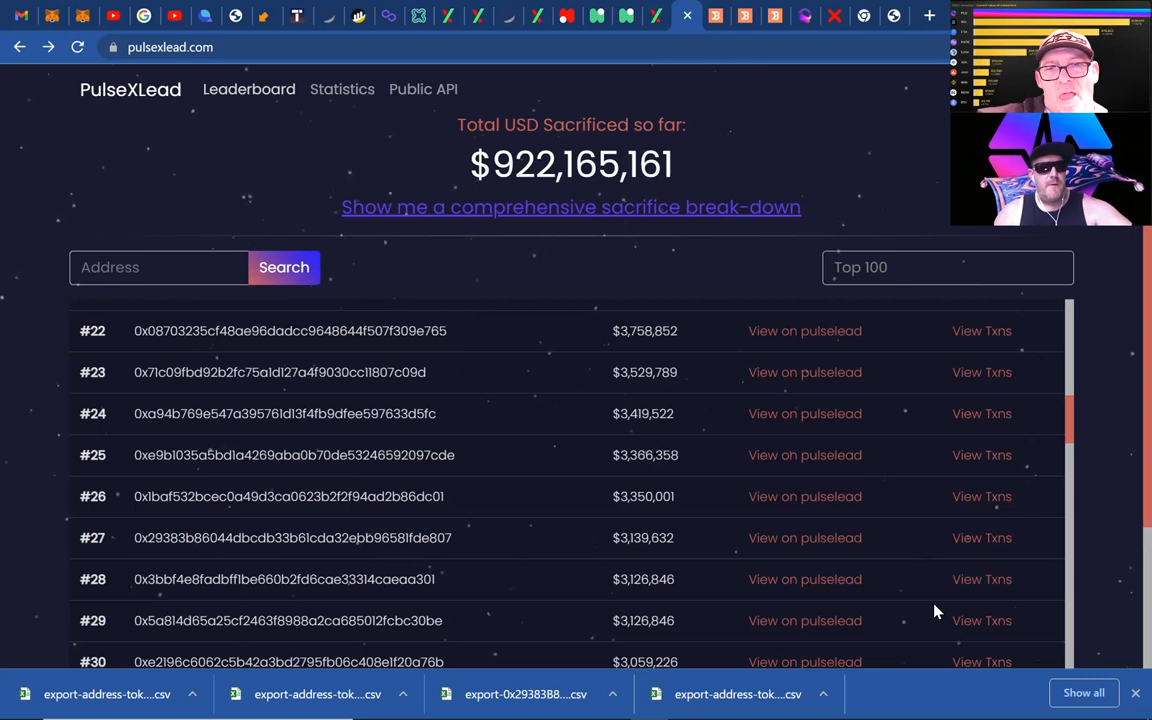 pulsexlead.com
PulseXLead Leaderboard Statistics Public API
Total USD Sacrificed so far:
$922,165,161
Show me a comprehensive sacrifice break-down
Address Search Top 100
#22 0x08703235cf48ae96dadcc9648644f507f309e765 $3,758,852 View on pulselead View Txns
#23 0x71c09fbd92b2fc75a1d127a4f9030cc11807c09d $3,529,789 View on pulselead View Txns
#24 0xa94b769e547a395761d13f4fb9dfee597633d5fc $3,419,522 View on pulselead View Txns
#25 0xe9b1035a5bd1a4269aba0b70de53246592097cde $3,366,358 View on pulselead View Txns
#26 0x1baf532bcec0a49d3ca0623b2f2f94ad2b86dc01 $3,350,001 View on pulselead View Txns
#27 0x29383b86044dbcdb33b61cda32ebb96581fde807 $3,139,632 View on pulselead View Txns
#28 0x3bbf4e8fadbff1be660b2fd6cae33314caeaa301 $3,126,846 View on pulselead View Txns
#29 0x5a814d65a25cf2463f8988a2ca685012fcbc30be $3,126,846 View on pulselead View Txns
#30 0xe2196c6062c5b42a3bd2795fb06c408e1f20a76b $3,059,226 View on pulselead View Txns
export-address-tok....csv export-address-tok....csv export-0x29383B8....csv export-address-tok....csv Show all